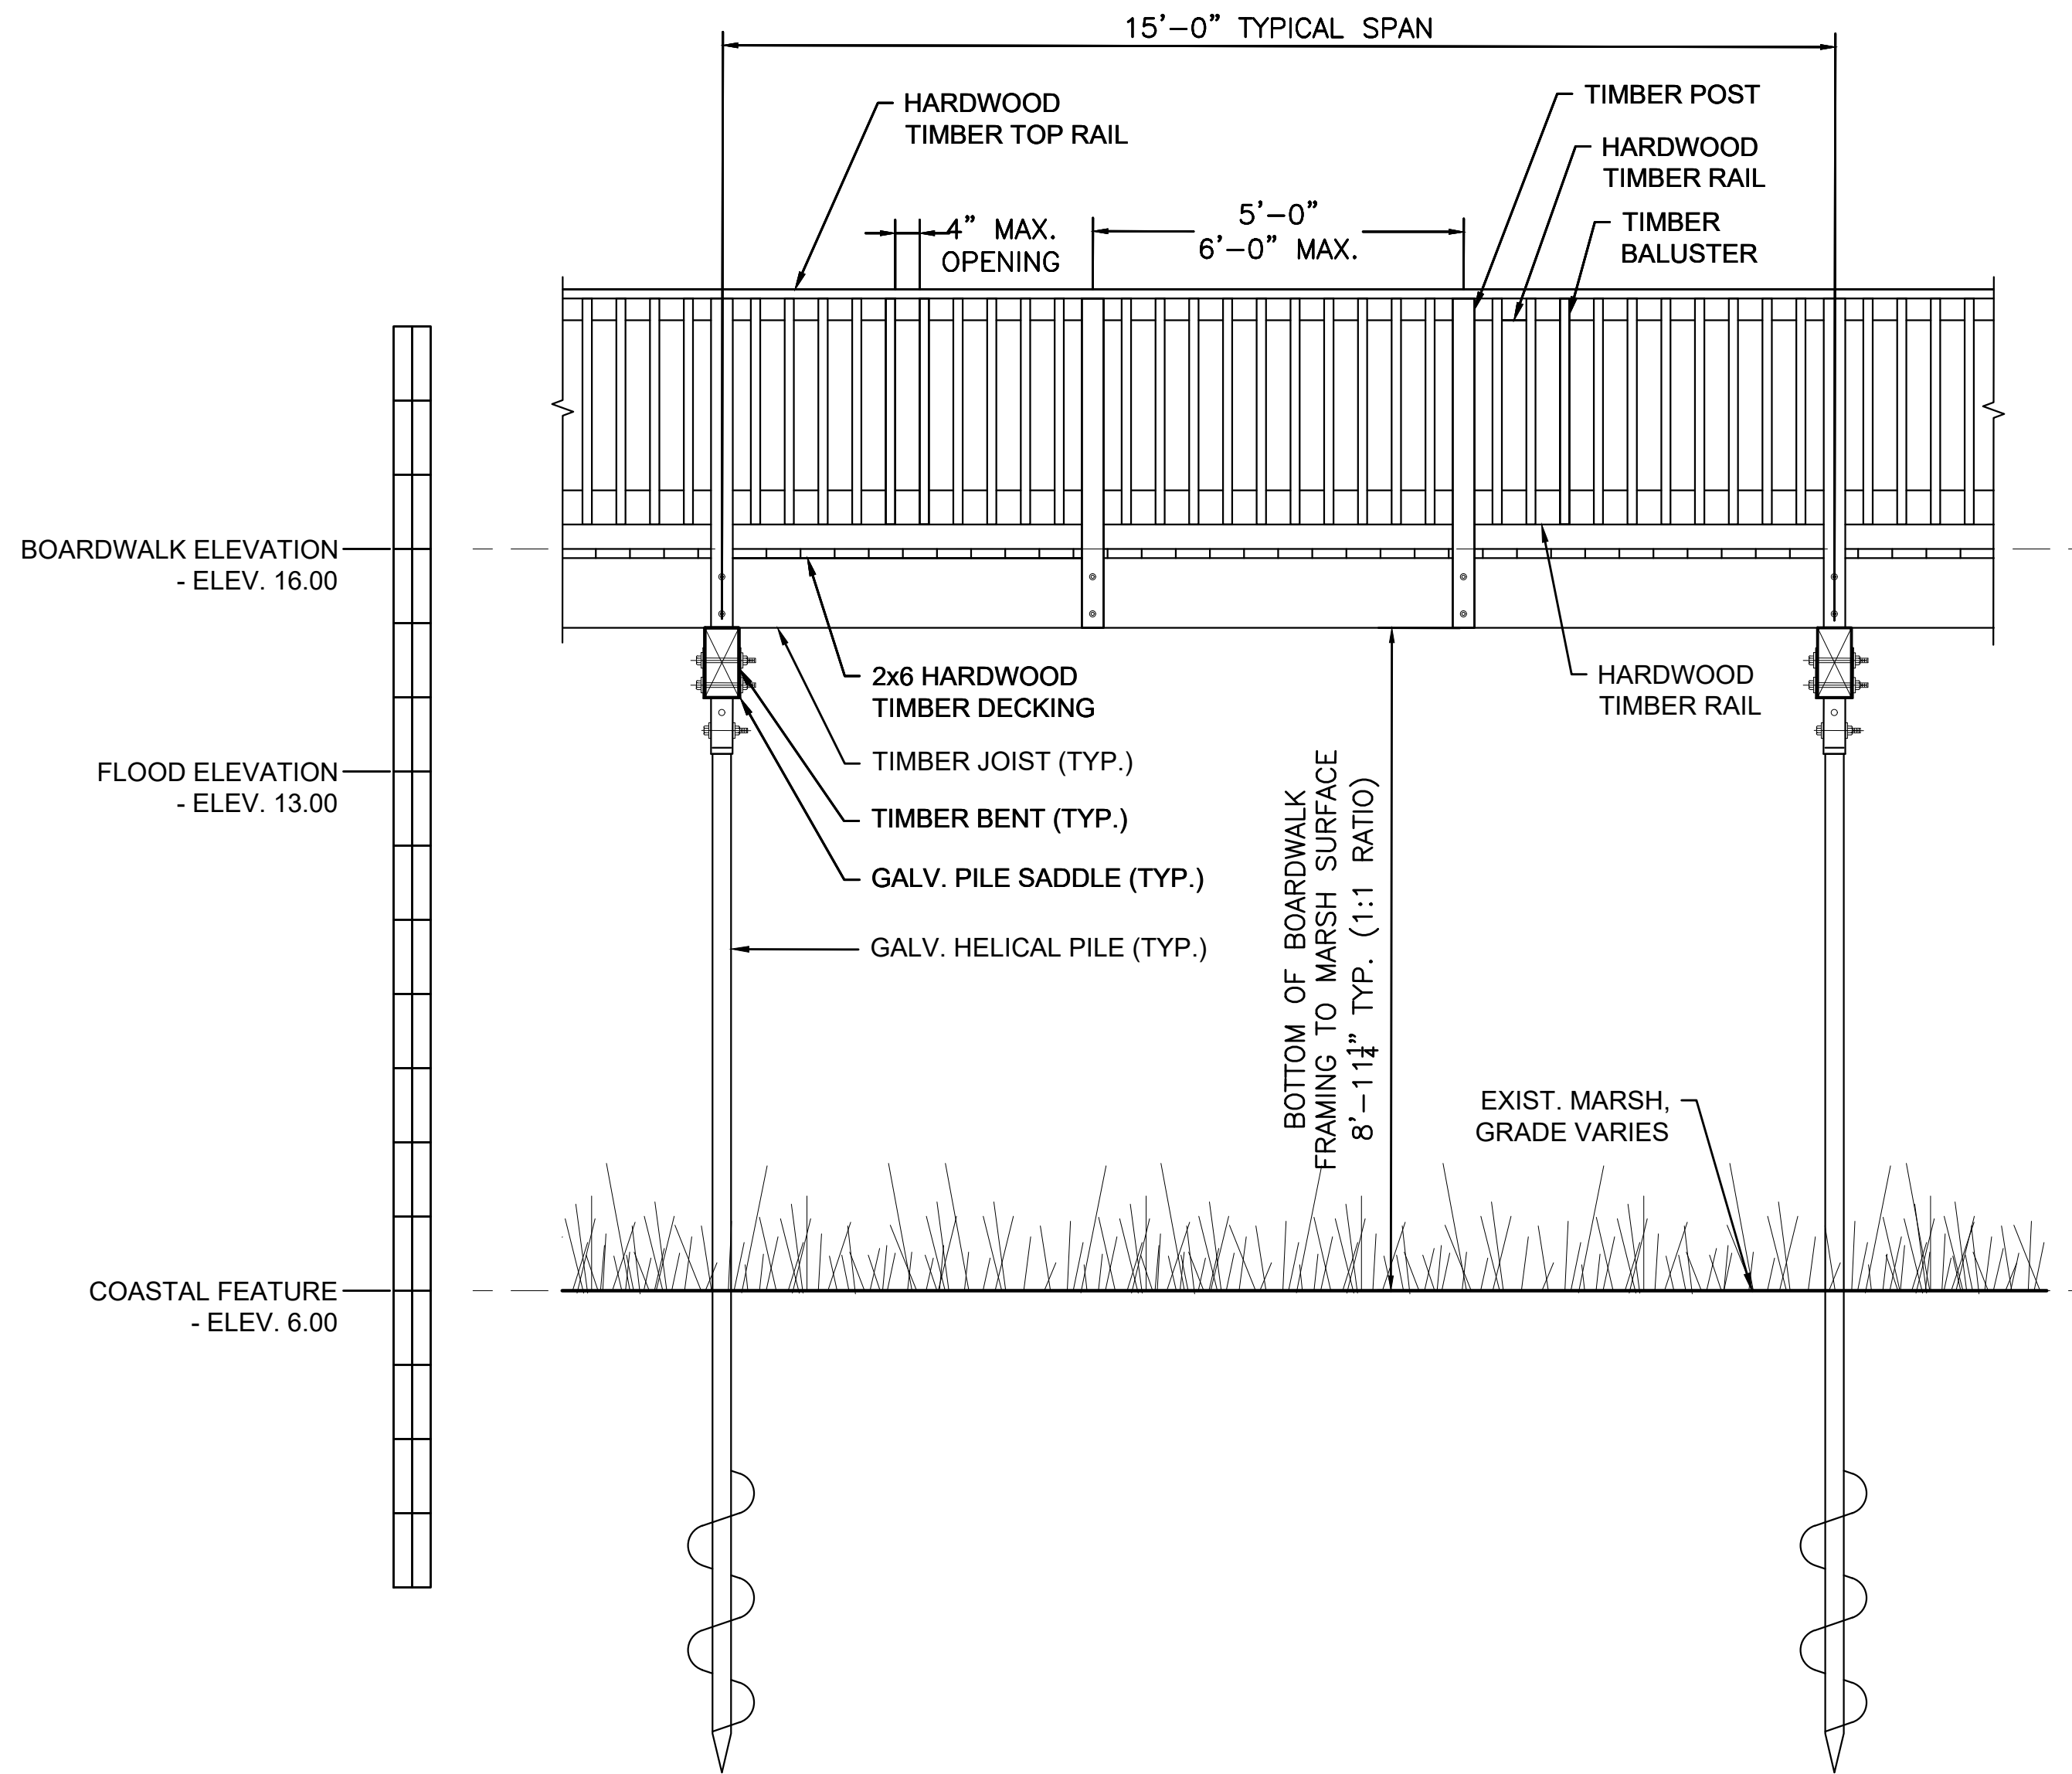 15’-0” TYPICAL SPAN
HARDWOOD
TIMBER TOP RAIL
TIMBER POST
HARDWOOD
TIMBER RAIL
4” MAX.
OPENING
5’-0”
6’-0” MAX.
TIMBER
BALUSTER
BOARDWALK ELEVATION
- ELEV. 16.00
2x6 HARDWOOD
TIMBER DECKING
HARDWOOD
TIMBER RAIL
TIMBER JOIST (TYP.)
FLOOD ELEVATION
- ELEV. 13.00
TIMBER BENT (TYP.)
GALV. PILE SADDLE (TYP.)
GALV. HELICAL PILE (TYP.)
BOTTOM OF BOARDWALK
FRAMING TO MARSH SURFACE
8’-11¼” TYP. (1:1 RATIO)
EXIST. MARSH,
GRADE VARIES
COASTAL FEATURE
- ELEV. 6.00